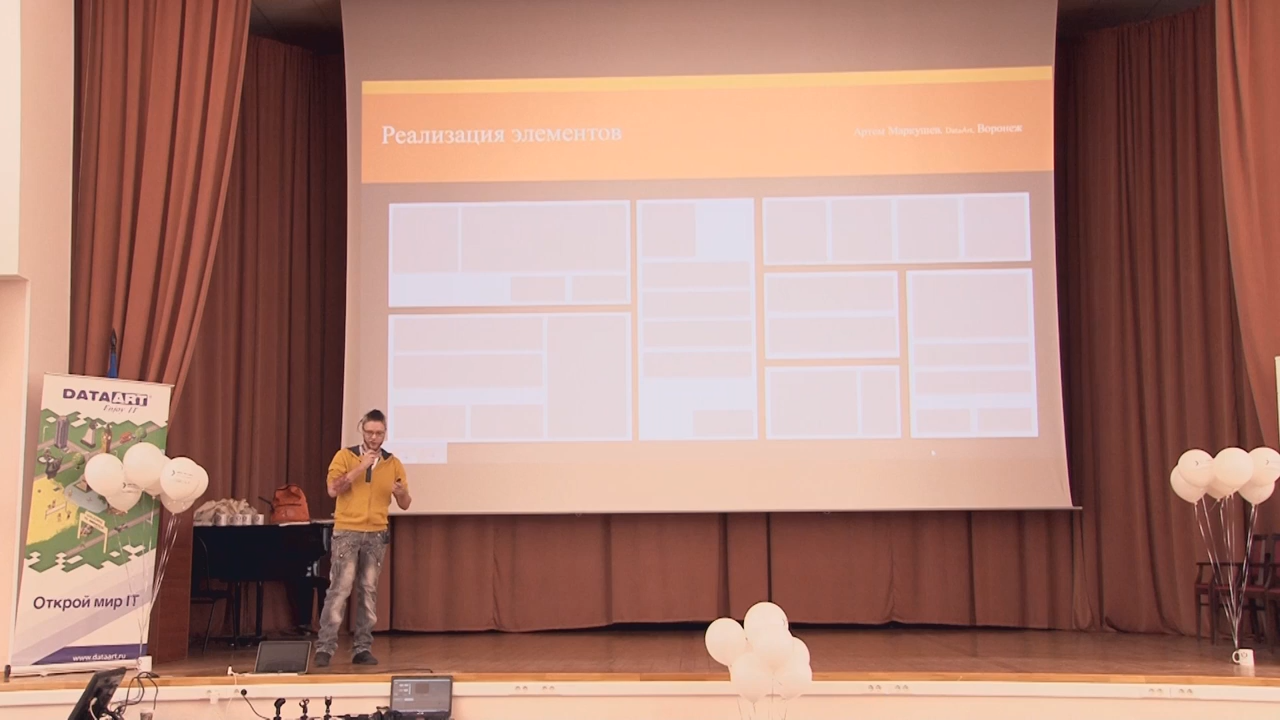 Реализация элементов
Артем Маркушев, DataArt, Воронеж
DATAART
Enjoy IT
Открой мир IT
www.dataart.ru